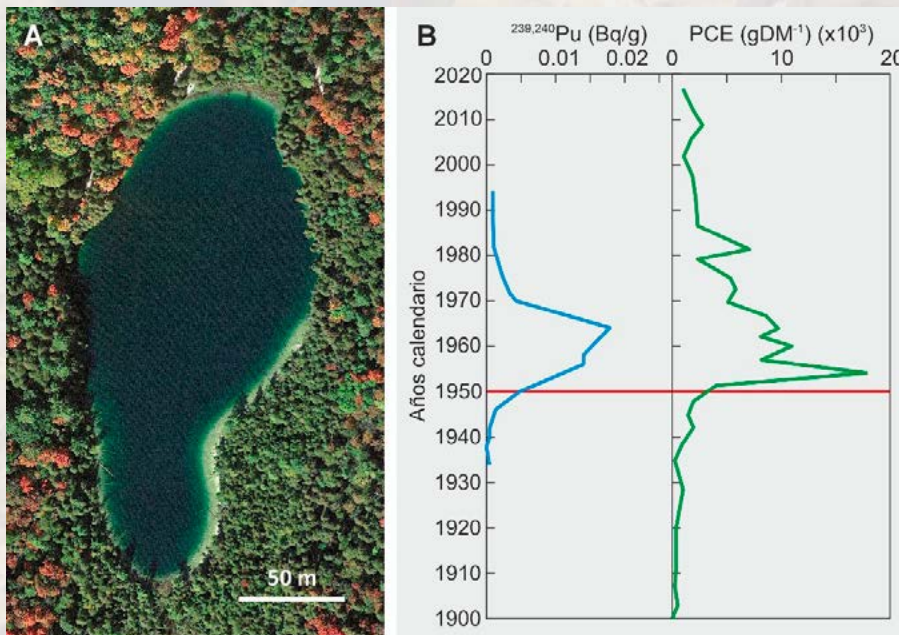 A
50 m
B
²³⁹,²⁴⁰Pu (Bq/g)
PCE (gDM⁻¹) (x10³)
0 0.01 0.02 0 10 20
Años calendario
2020
2010
2000
1990
1980
1970
1960
1950
1940
1930
1920
1910
1900